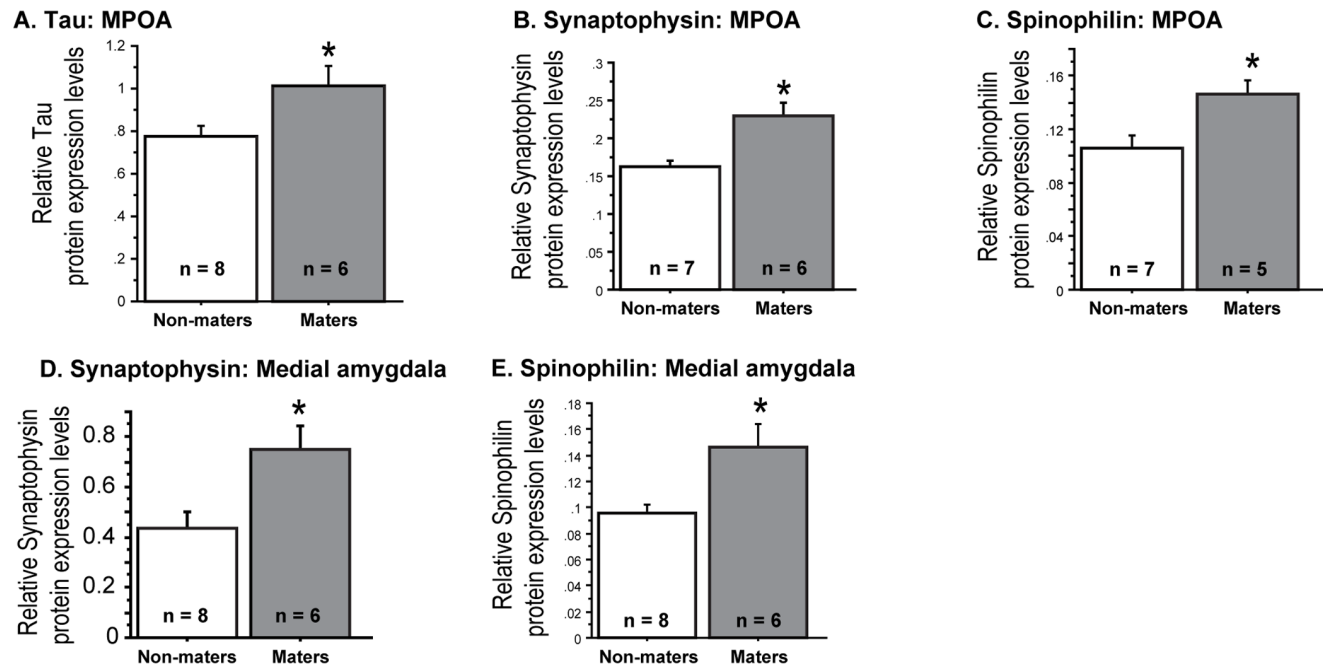 A. Tau: MPOA
Relative Tau
protein expression levels
1.2
1
.8
.6
.4
.2
0
*
n = 8
n = 6
Non-maters
Maters
B. Synaptophysin: MPOA
Relative Synaptophysin
protein expression levels
.3
.25
.2
.15
.1
.05
0
*
n = 7
n = 6
Non-maters
Maters
C. Spinophilin: MPOA
Relative Spinophilin
protein expression levels
.16
.12
.08
.04
0
*
n = 7
n = 5
Non-maters
Maters
D. Synaptophysin: Medial amygdala
Relative Synaptophysin
protein expression levels
0.8
0.6
0.4
0.2
0
*
n = 8
n = 6
Non-maters
Maters
E. Spinophilin: Medial amygdala
Relative Spinophilin
protein expression levels
.18
.16
.14
.12
.1
.08
.06
.04
.02
0
*
n = 8
n = 6
Non-maters
Maters